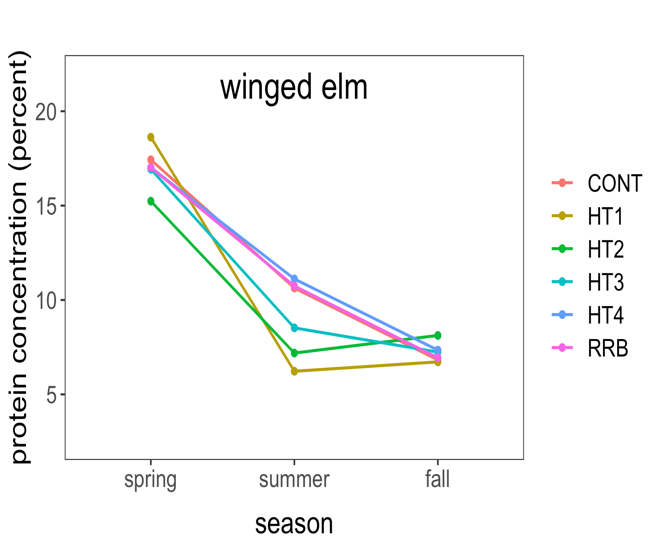 winged elm
protein concentration (percent)
20
15
10
5
spring summer fall
season
CONT
HT1
HT2
HT3
HT4
RRB